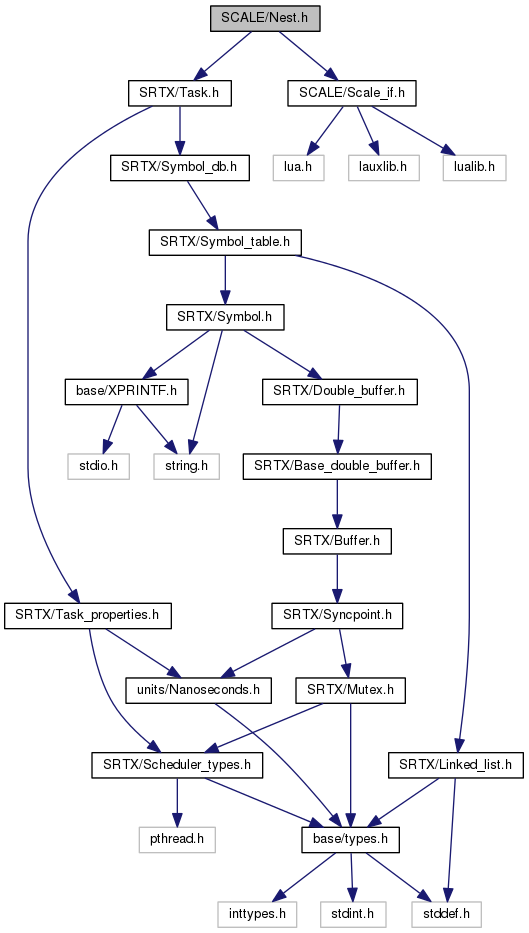 SCALE/Nest.h
SRTX/Task.h
SCALE/Scale_if.h
SRTX/Symbol_db.h
lua.h
lauxlib.h
lualib.h
SRTX/Symbol_table.h
SRTX/Symbol.h
base/XPRINTF.h
SRTX/Double_buffer.h
stdio.h
string.h
SRTX/Base_double_buffer.h
SRTX/Buffer.h
SRTX/Task_properties.h
SRTX/Syncpoint.h
units/Nanoseconds.h
SRTX/Mutex.h
SRTX/Scheduler_types.h
SRTX/Linked_list.h
pthread.h
base/types.h
inttypes.h
stdint.h
stddef.h